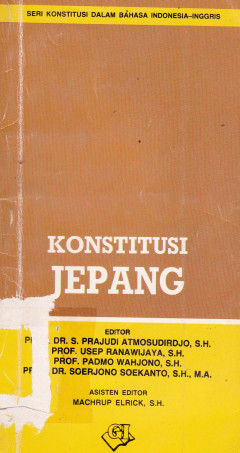 SERI KONSTITUSI DALAM BAHASA INDONESIA–INGGRIS
KONSTITUSI
JEPANG
EDITOR
DR. S. PRAJUDI ATMOSUDIRDJO, S.H.
PROF. USEP RANAWIJAYA, S.H.
PROF. PADMO WAHJONO, S.H.
DR. SOERJONO SOEKANTO, S.H., M.A.
ASISTEN EDITOR
MACHRUP ELRICK, S.H.